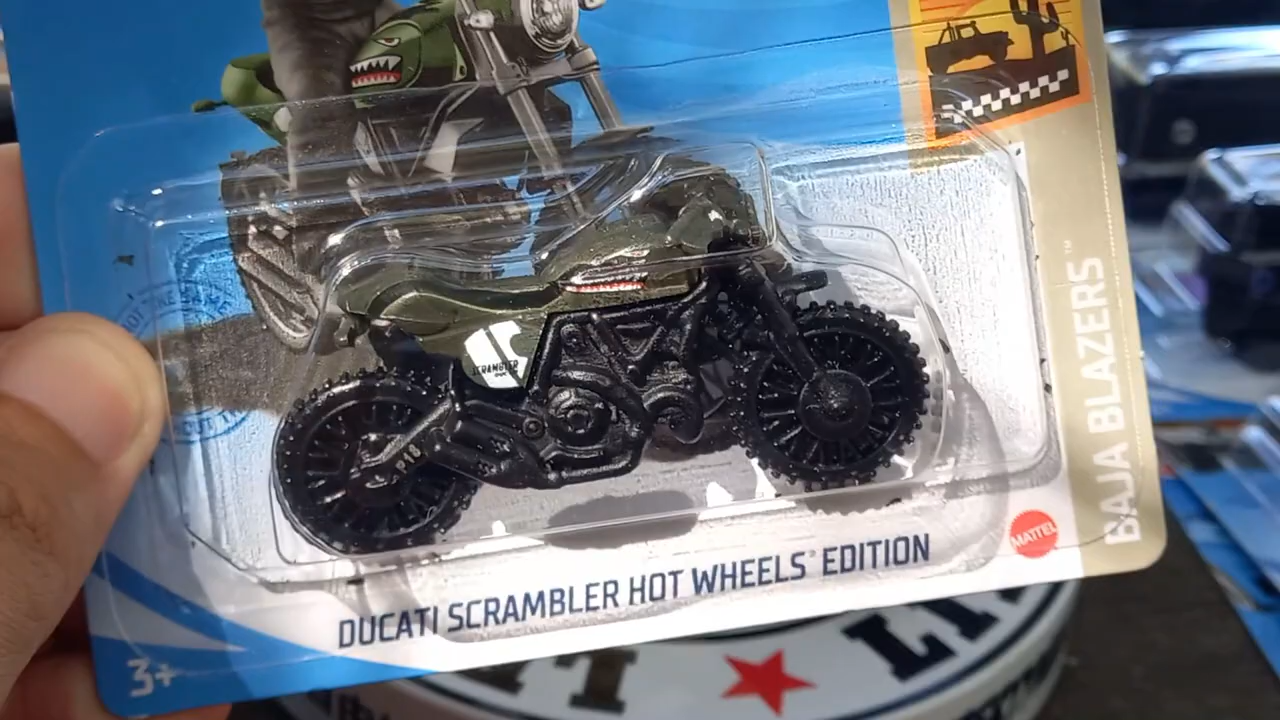 BAJA BLAZERS™
SCRAMBLER
P18
MATTEL
DUCATI SCRAMBLER HOT WHEELS® EDITION
3+